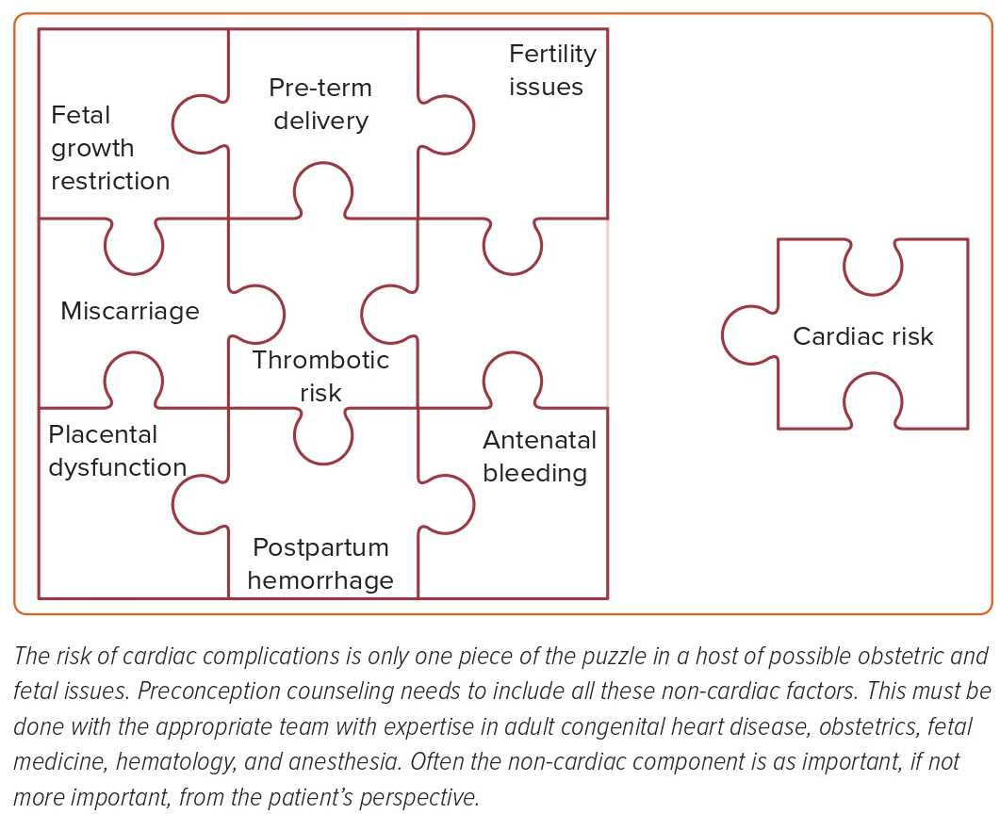 Fetal
growth
restriction
Pre-term
delivery
Fertility
issues
Miscarriage
Thrombotic
risk
Cardiac risk
Placental
dysfunction
Postpartum
hemorrhage
Antenatal
bleeding
The risk of cardiac complications is only one piece of the puzzle in a host of possible obstetric and
fetal issues. Preconception counseling needs to include all these non-cardiac factors. This must be
done with the appropriate team with expertise in adult congenital heart disease, obstetrics, fetal
medicine, hematology, and anesthesia. Often the non-cardiac component is as important, if not
more important, from the patient’s perspective.